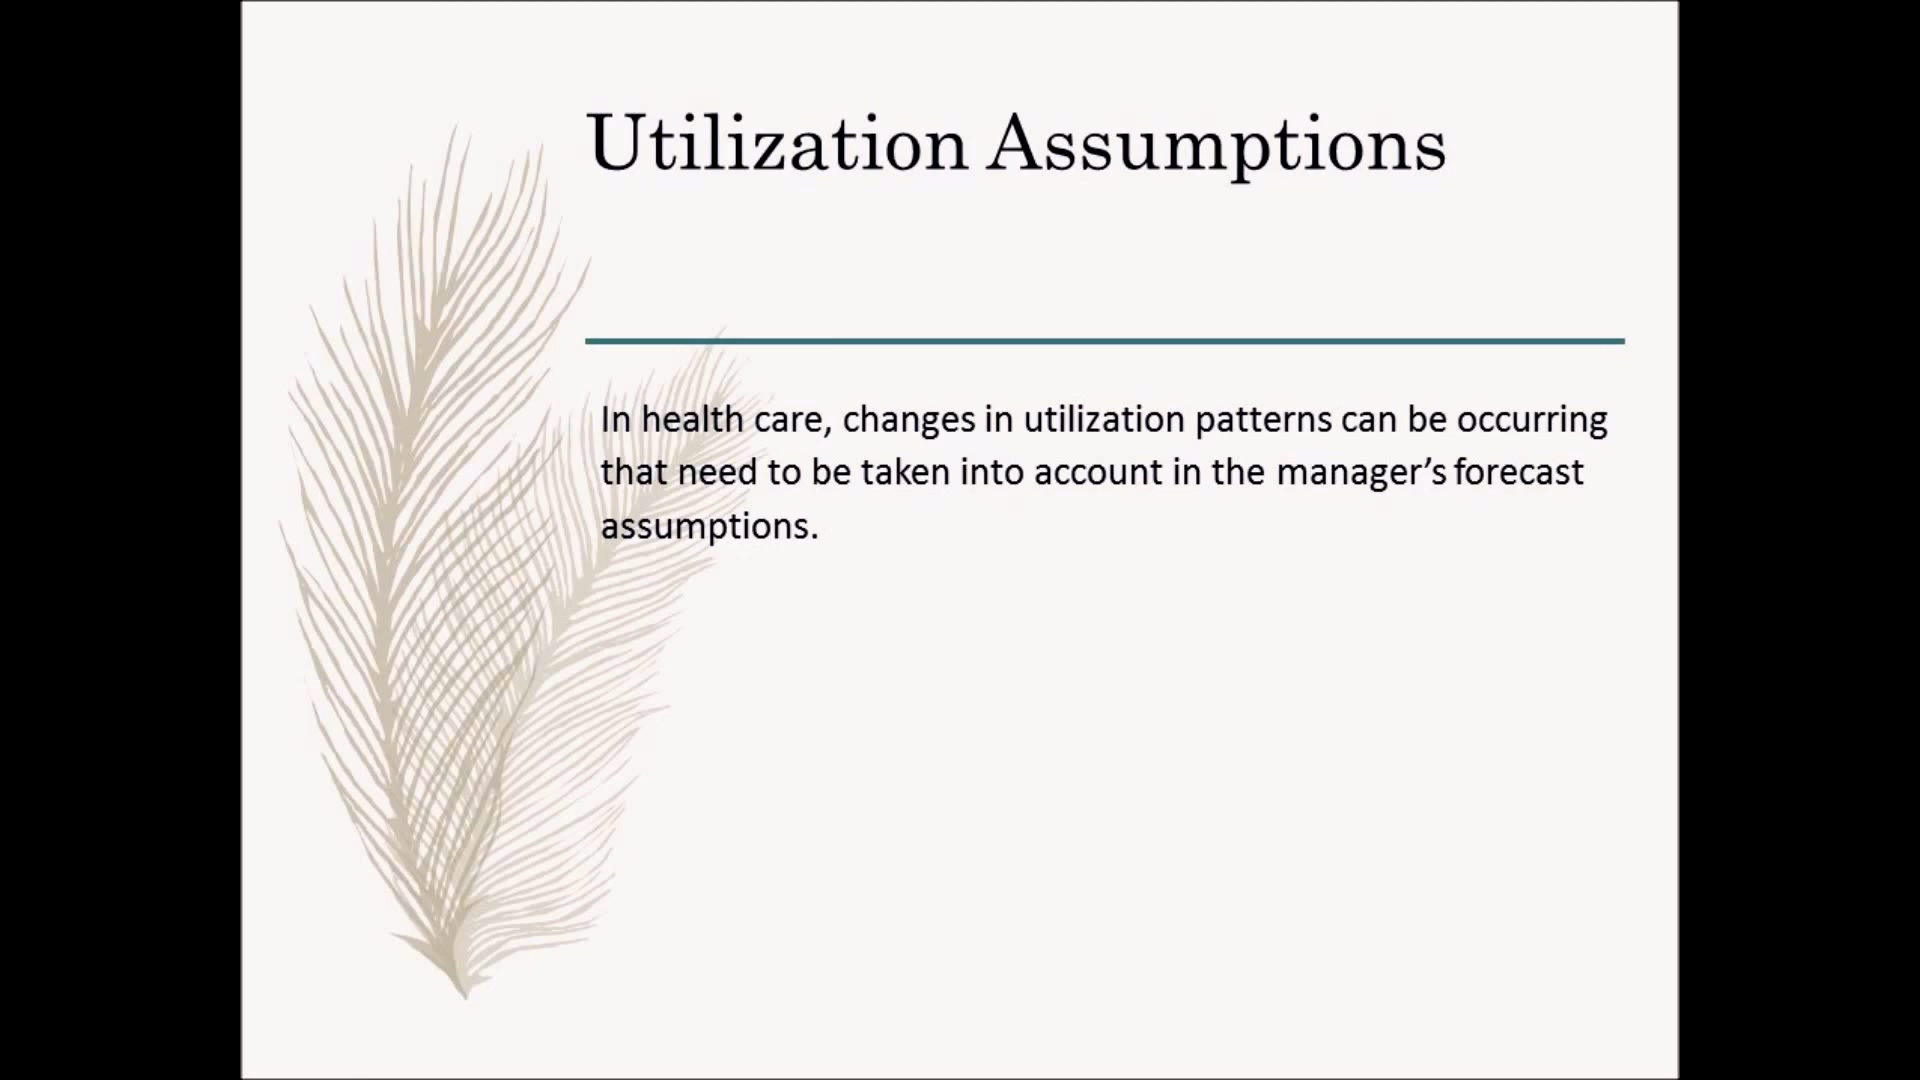 Utilization Assumptions
In health care, changes in utilization patterns can be occurring
that need to be taken into account in the manager’s forecast
assumptions.